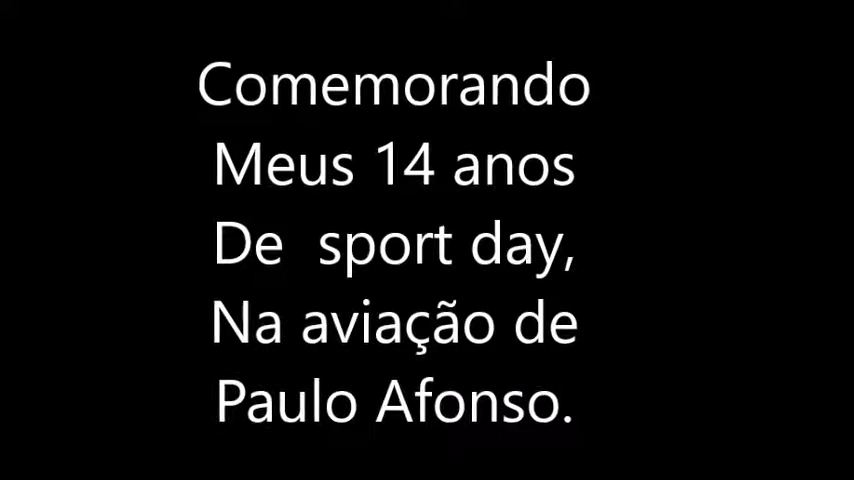 Comemorando
Meus 14 anos
De  sport day,
Na aviação de
Paulo Afonso.